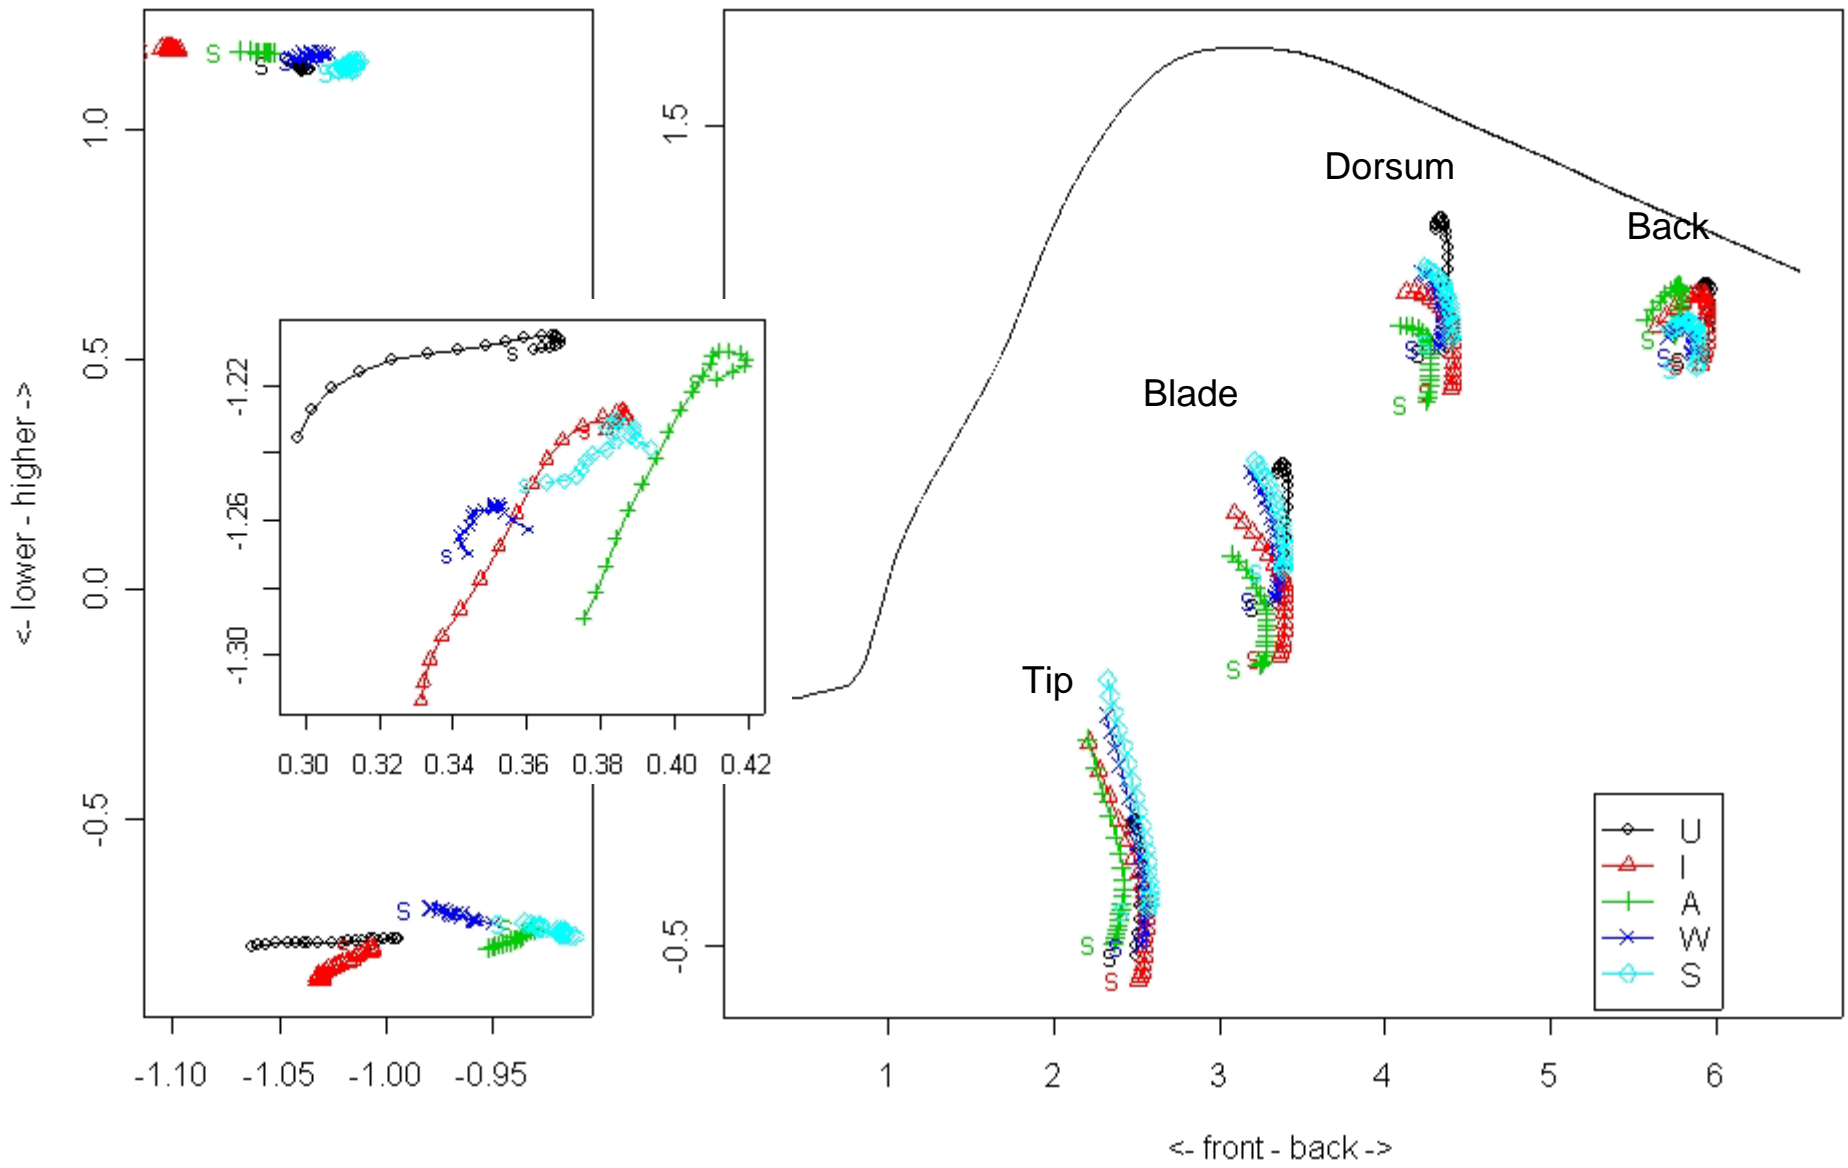 <- lower - higher ->
1.0
0.5
0.0
-0.5
-1.10
-1.05
-1.00
-0.95
S
S
S
S
S
S
S
-1.22
-1.26
-1.30
0.30
0.32
0.34
0.36
0.38
0.40
0.42
S
S
S
S
S
1.5
-0.5
1
2
3
4
5
6
<- front - back ->
Dorsum
Back
Blade
Tip
S
S
S
S
S
S
S
S
S
S
U
I
A
W
S